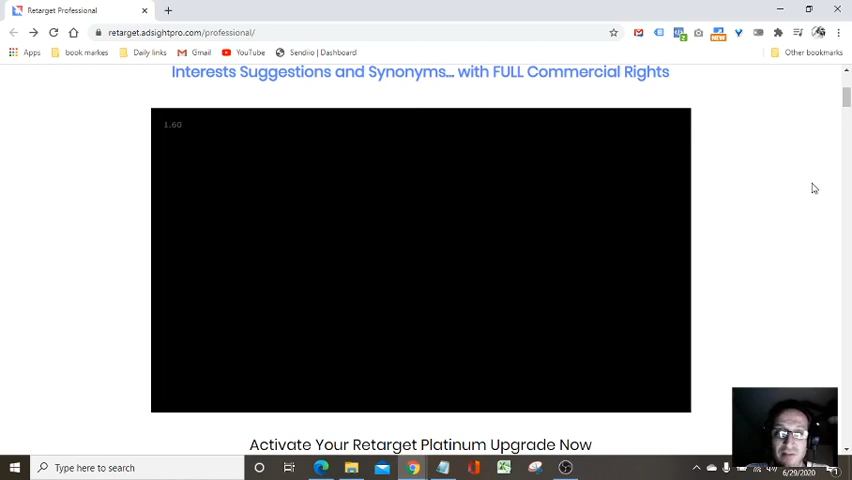 Retarget Professional
retarget.adsightpro.com/professional/
Apps book markes Daily links Gmail YouTube Sendiio | Dashboard Other bookmarks
Interests Suggestions and Synonyms... with FULL Commercial Rights
1.60
Activate Your Retarget Platinum Upgrade Now
Type here to search
6/29/2020